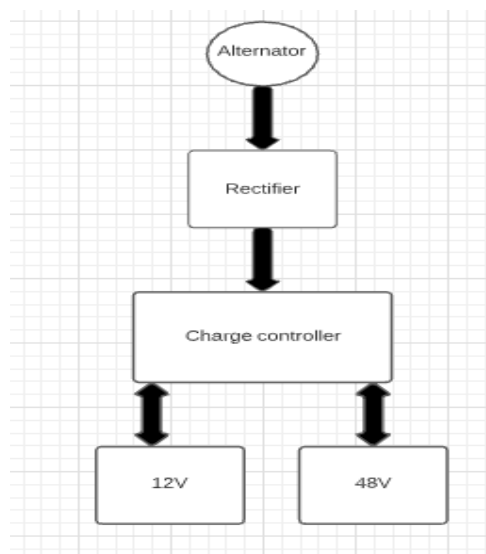 Alternator
Rectifier
Charge controller
12V
48V